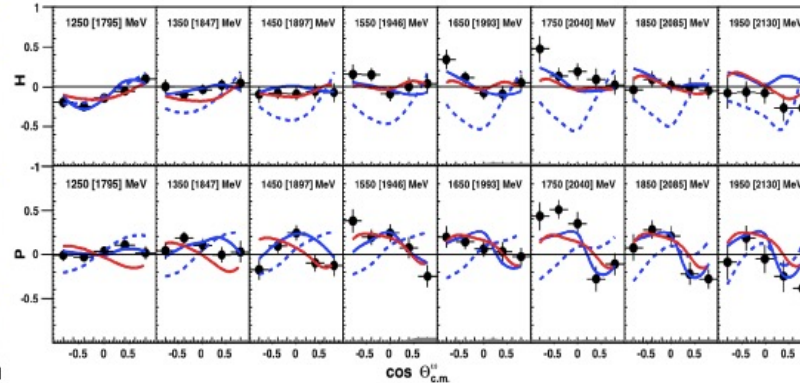 1
1250 [1795] MeV 1350 [1847] MeV 1450 [1897] MeV 1550 [1946] MeV 1650 [1993] MeV 1750 [2040] MeV 1850 [2085] MeV 1950 [2130] MeV
0.5
H
0
-0.5
-1
1250 [1795] MeV 1350 [1847] MeV 1450 [1897] MeV 1550 [1946] MeV 1650 [1993] MeV 1750 [2040] MeV 1850 [2085] MeV 1950 [2130] MeV
0.5
P
0
-0.5
-0.5 0 0.5 -0.5 0 0.5 -0.5 0 0.5 -0.5 0 0.5 -0.5 0 0.5 -0.5 0 0.5 -0.5 0 0.5 -0.5 0 0.5
cos Θ ω c.m.